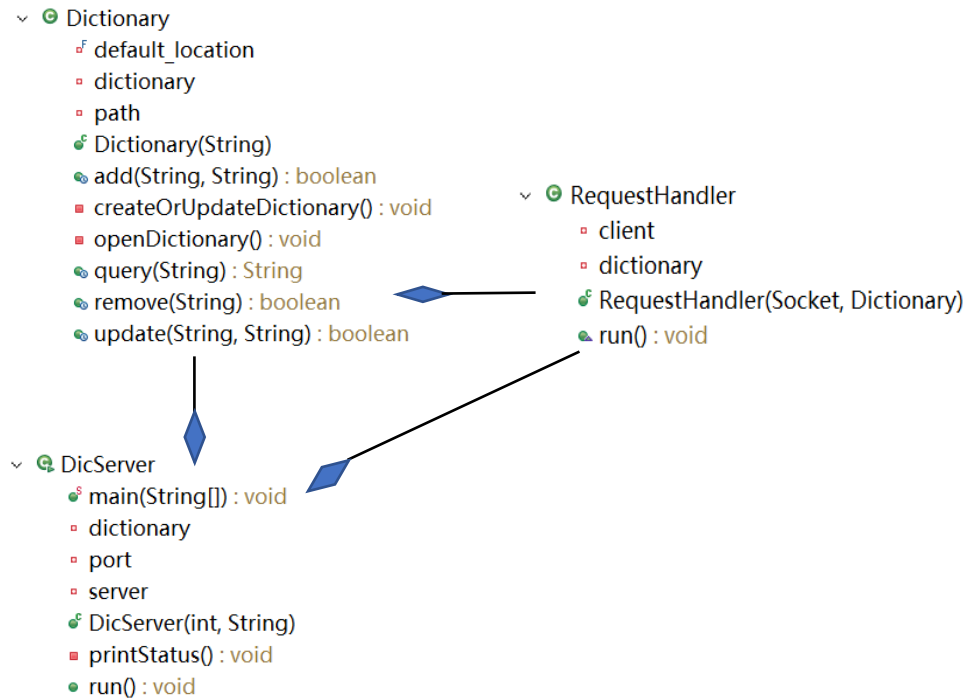 Dictionary
default_location
dictionary
path
Dictionary(String)
add(String, String) : boolean
createOrUpdateDictionary() : void
openDictionary() : void
query(String) : String
remove(String) : boolean
update(String, String) : boolean
RequestHandler
client
dictionary
RequestHandler(Socket, Dictionary)
run() : void
DicServer
main(String[]) : void
dictionary
port
server
DicServer(int, String)
printStatus() : void
run() : void